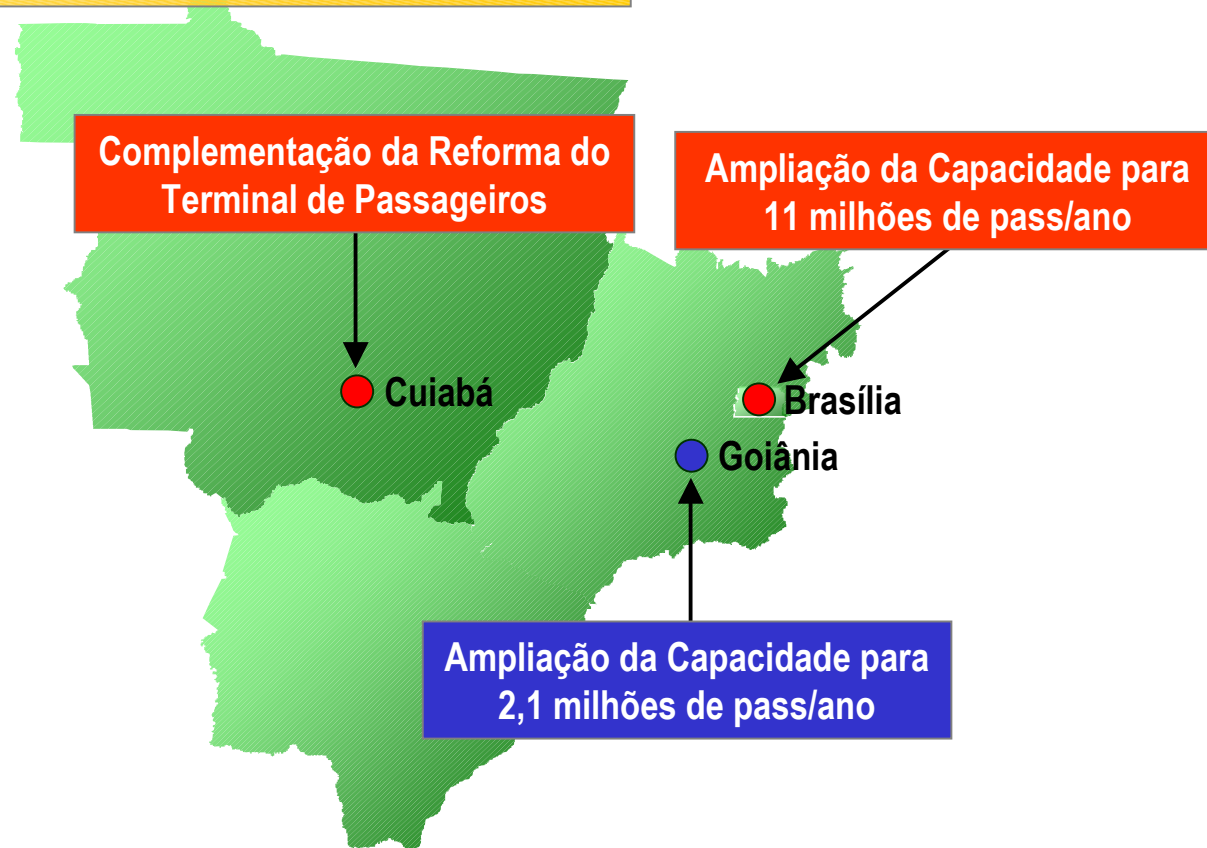 Complementação da Reforma do
Terminal de Passageiros
Ampliação da Capacidade para
11 milhões de pass/ano
Cuiabá
Brasília
Goiânia
Ampliação da Capacidade para
2,1 milhões de pass/ano